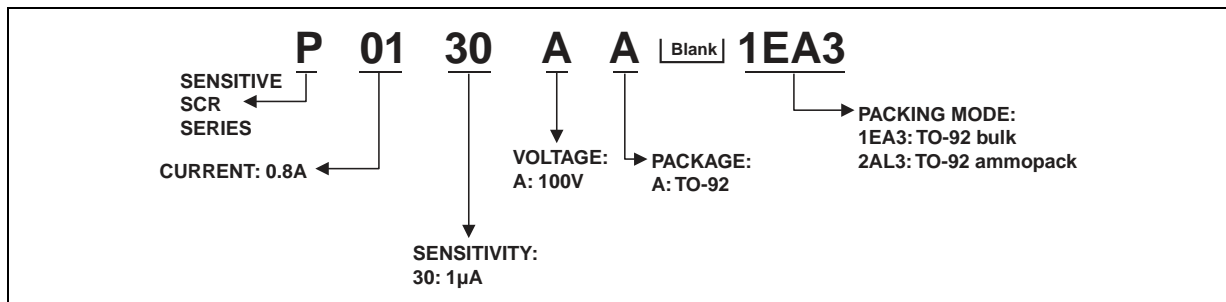 P 01 30 A A Blank 1EA3
SENSITIVE
SCR
SERIES
CURRENT: 0.8A
SENSITIVITY:
30: 1µA
VOLTAGE:
A: 100V
PACKAGE:
A: TO-92
PACKING MODE:
1EA3: TO-92 bulk
2AL3: TO-92 ammopack